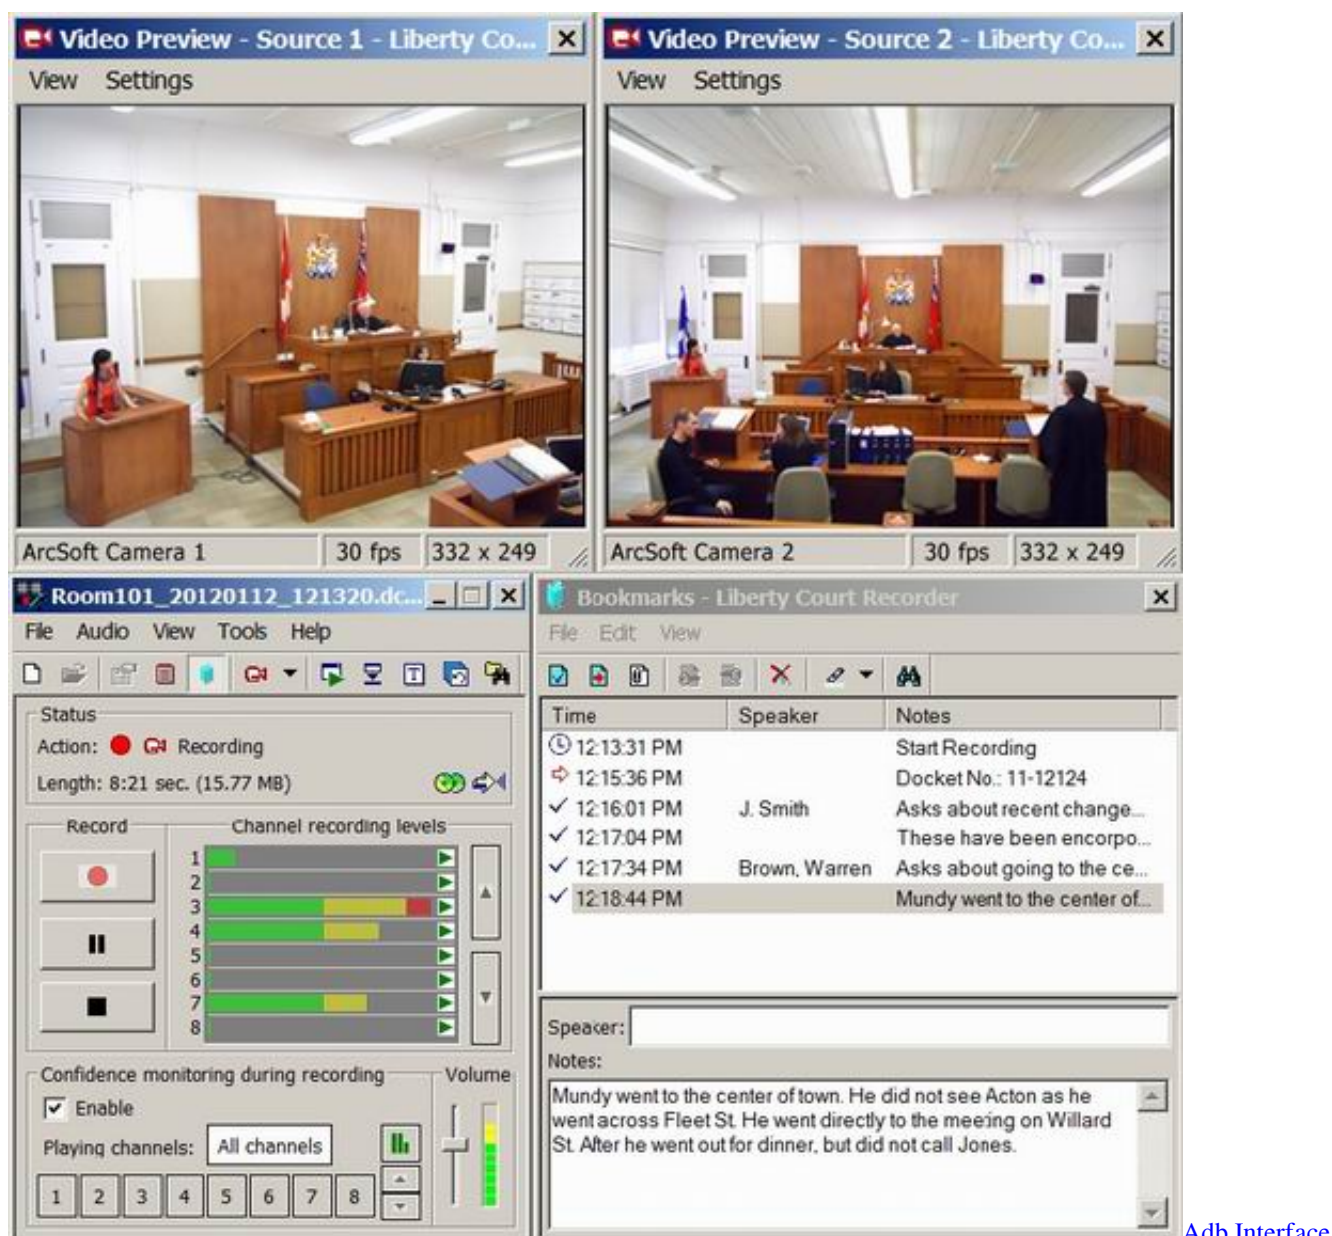 Video Preview - Source 1 - Liberty Co...
View Settings
ArcSoft Camera 1 30 fps 332 x 249
Video Preview - Source 2 - Liberty Co...
View Settings
ArcSoft Camera 2 30 fps 332 x 249
Room101_20120112_121320.dc...
File Audio View Tools Help
Status
Action: Recording
Length: 8:21 sec. (15.77 MB)
Record
Channel recording levels
1
2
3
4
5
6
7
8
Confidence monitoring during recording
Enable
Playing channels: All channels
1 2 3 4 5 6 7 8
Volume
Bookmarks - Liberty Court Recorder
File Edit View
Time Speaker Notes
12:13:31 PM Start Recording
12:15:36 PM Docket No.: 11-12124
12:16:01 PM J. Smith Asks about recent change...
12:17:04 PM These have been encorpo...
12:17:34 PM Brown, Warren Asks about going to the ce...
12:18:44 PM Mundy went to the center of...
Speaker:
Notes:
Mundy went to the center of town. He did not see Acton as he
went across Fleet St. He went directly to the meeting on Willard
St. After he went out for dinner, but did not call Jones.
Adb Interface